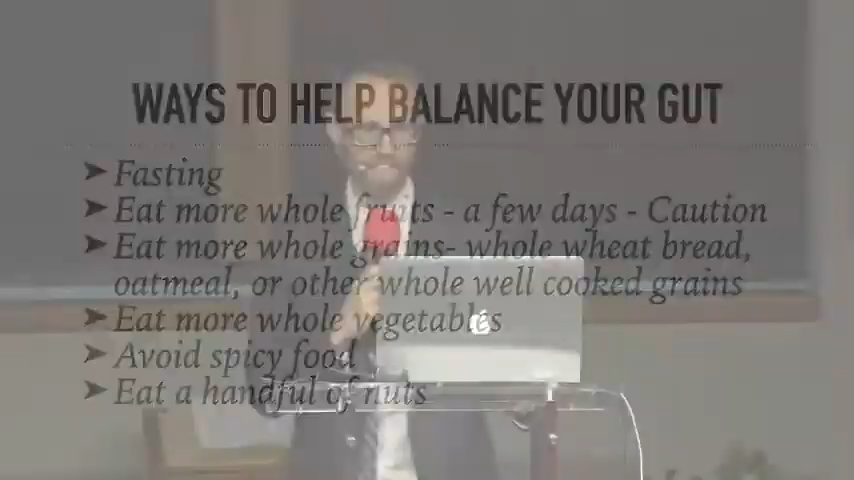 WAYS TO HELP BALANCE YOUR GUT
➤ Fasting
➤ Eat more whole fruits - a few days - Caution
➤ Eat more whole grains- whole wheat bread,
oatmeal, or other whole well cooked grains
➤ Eat more whole vegetables
➤ Avoid spicy food
➤ Eat a handful of nuts